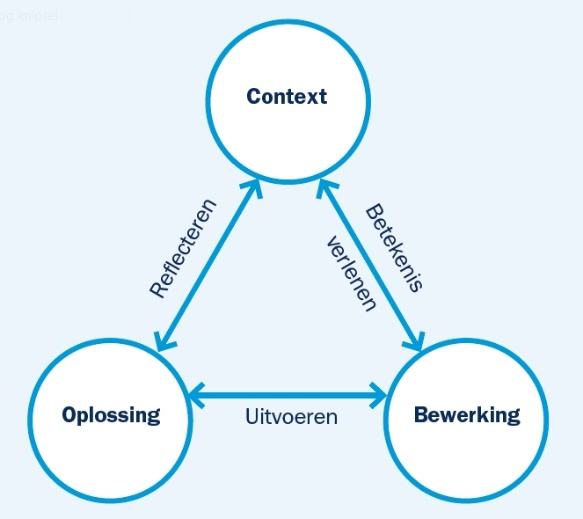 Context
Reflecteren
Betekenis
verlenen
Oplossing
Uitvoeren
Bewerking